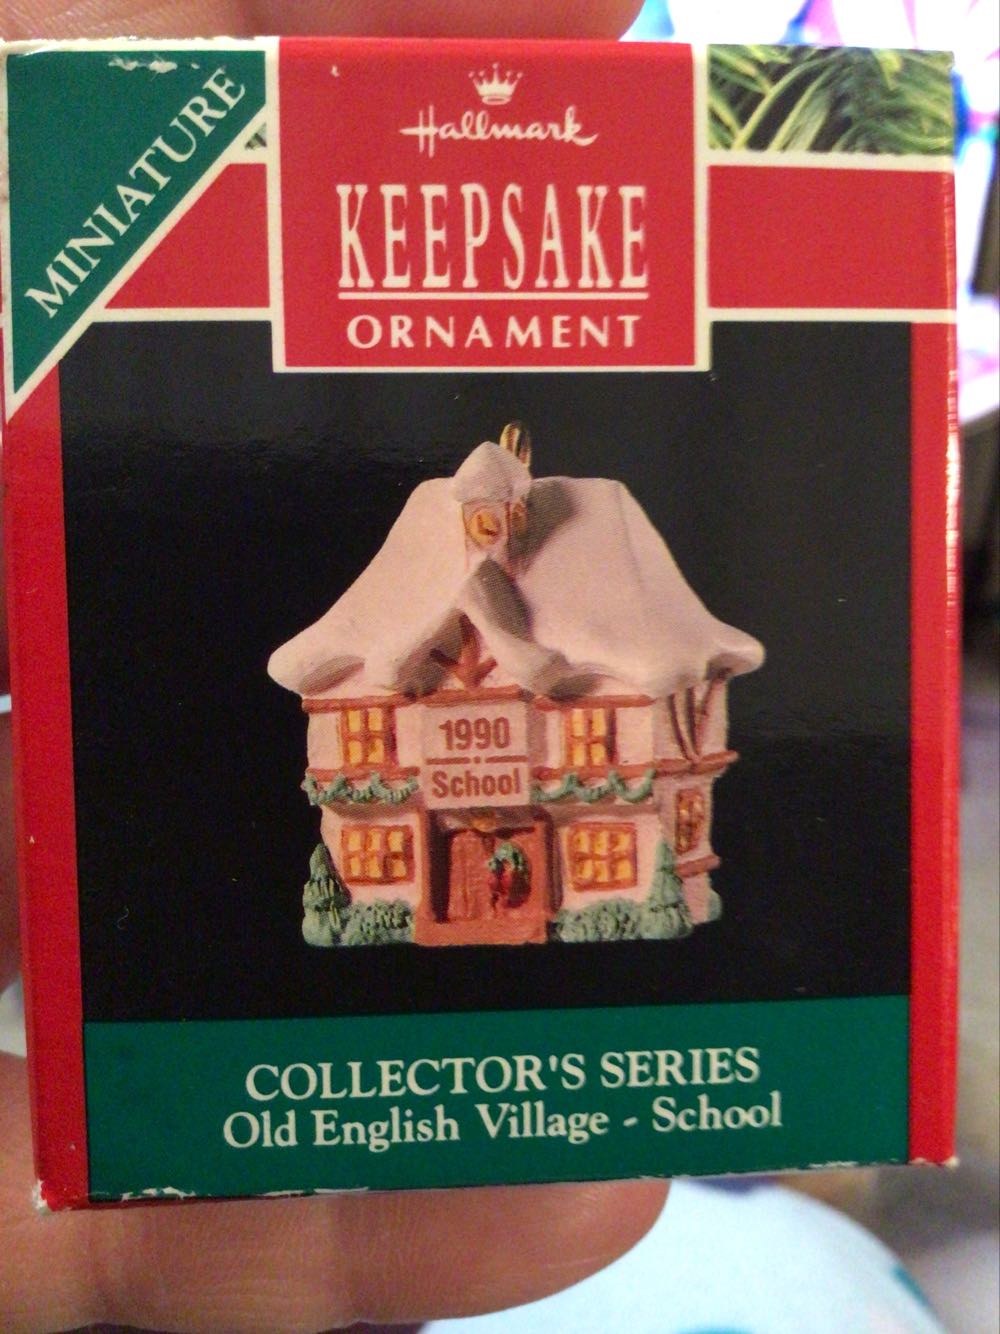 MINIATURE
Hallmark
KEEPSAKE
ORNAMENT
1990
School
COLLECTOR'S SERIES
Old English Village - School